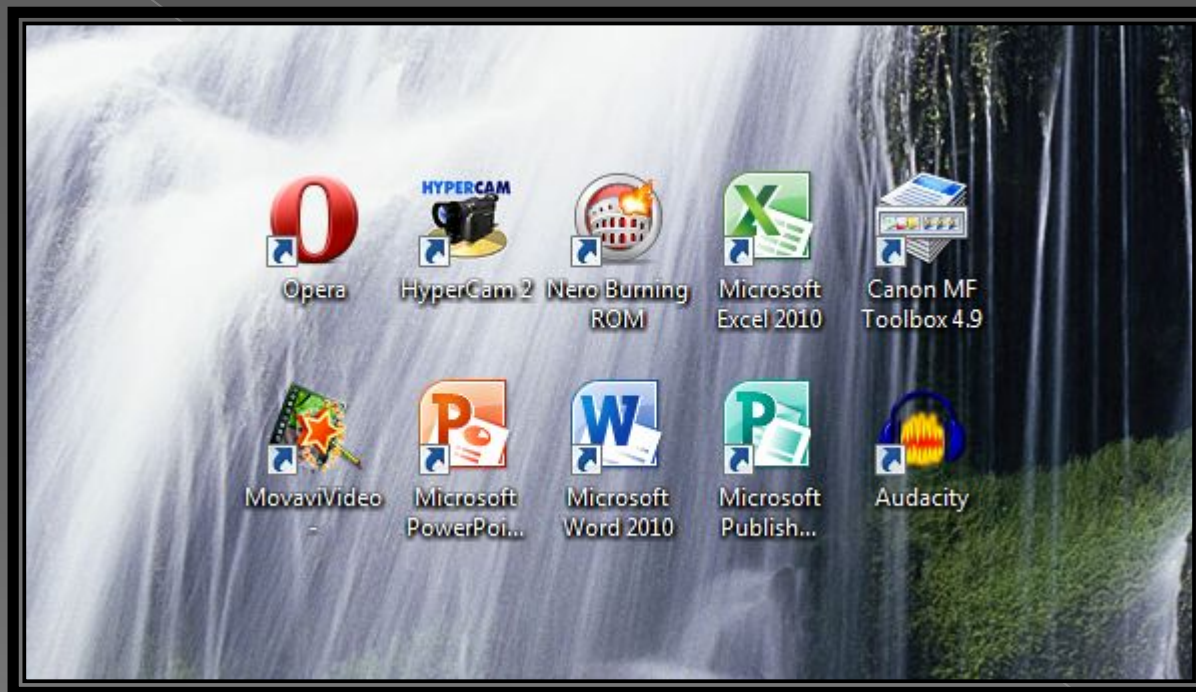 HYPERCAM
Opera
HyperCam 2
Nero Burning
ROM
Microsoft
Excel 2010
Canon MF
Toolbox 4.9
MovaviVideo
-
Microsoft
PowerPoi...
Microsoft
Word 2010
Microsoft
Publish...
Audacity